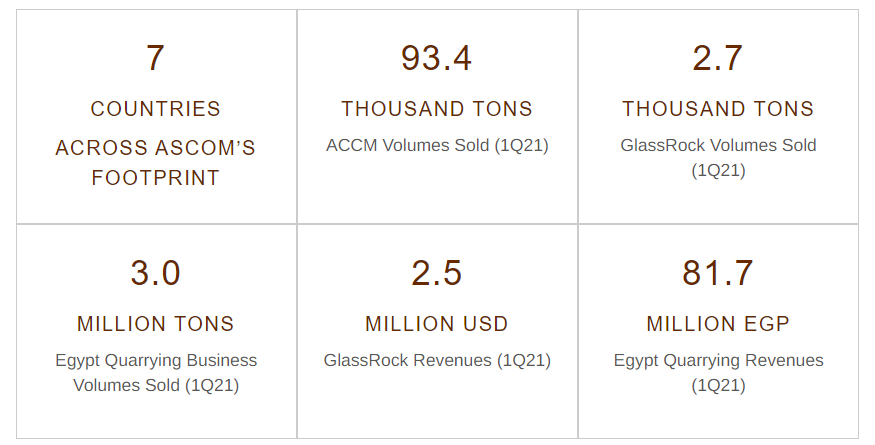 7
COUNTRIES
ACROSS ASCOM’S
FOOTPRINT
93.4
THOUSAND TONS
ACCM Volumes Sold (1Q21)
2.7
THOUSAND TONS
GlassRock Volumes Sold
(1Q21)
3.0
MILLION TONS
Egypt Quarrying Business
Volumes Sold (1Q21)
2.5
MILLION USD
GlassRock Revenues (1Q21)
81.7
MILLION EGP
Egypt Quarrying Revenues
(1Q21)